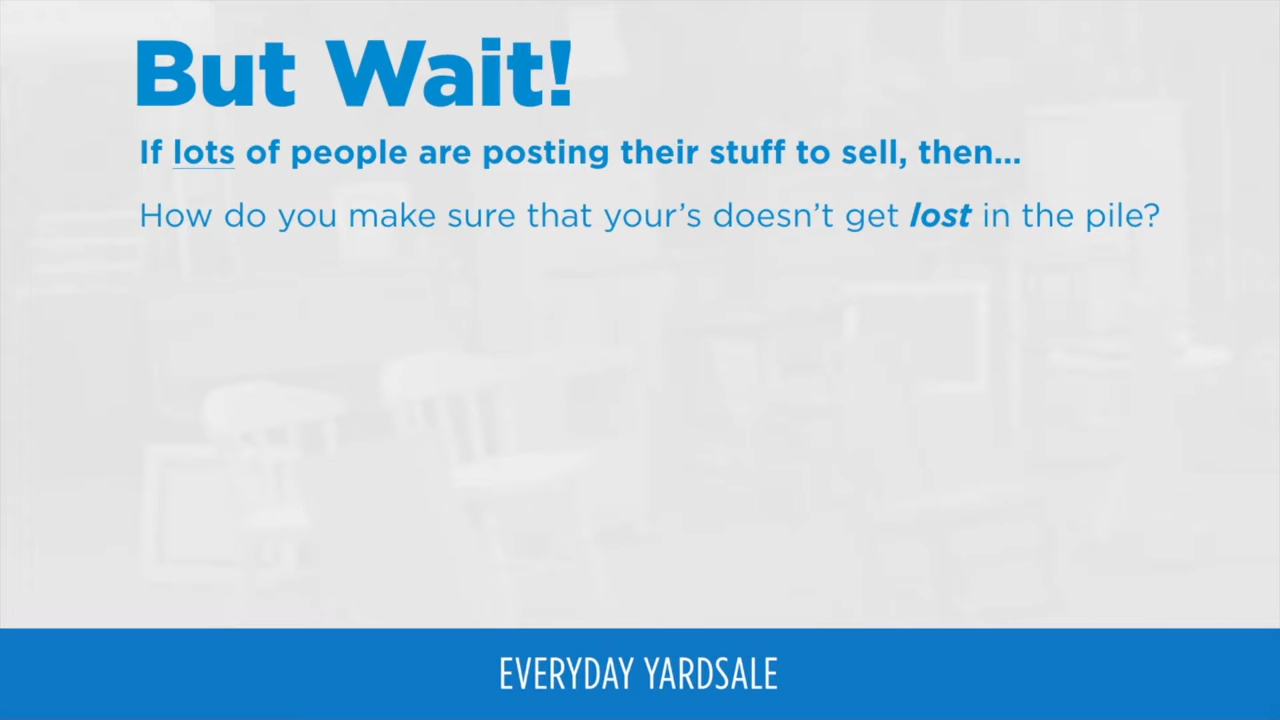 But Wait!
If lots of people are posting their stuff to sell, then...
How do you make sure that your’s doesn’t get lost in the pile?
EVERYDAY YARDSALE